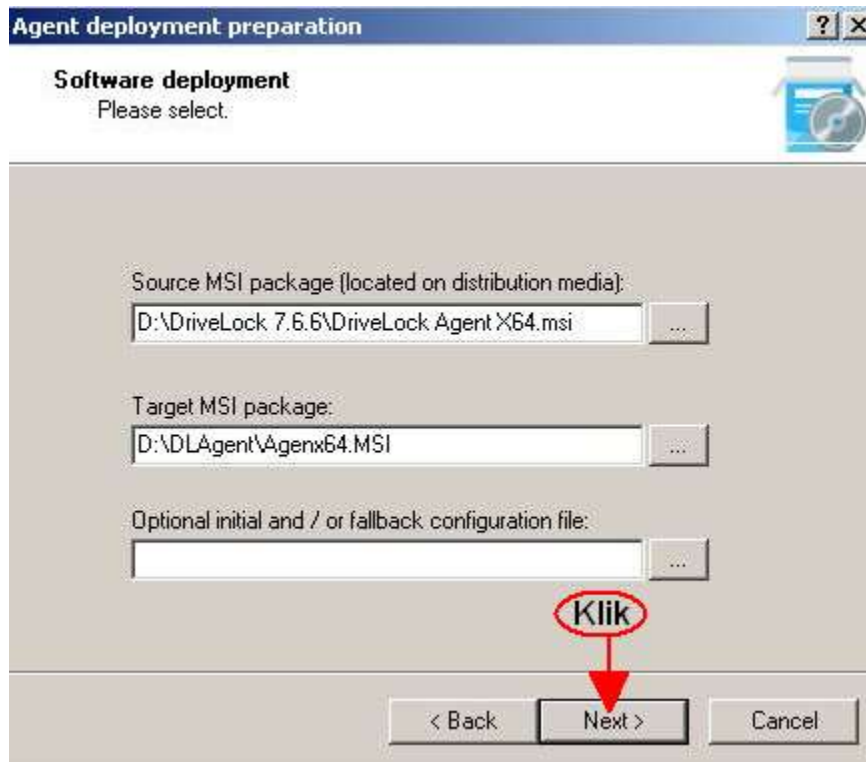 Agent deployment preparation
Software deployment
Please select.
Source MSI package (located on distribution media):
D:\DriveLock 7.6.6\DriveLock Agent X64.msi
...
Target MSI package:
D:\DLAgent\Agenx64.MSI
...
Optional initial and / or fallback configuration file:
...
Klik
< Back
Next >
Cancel